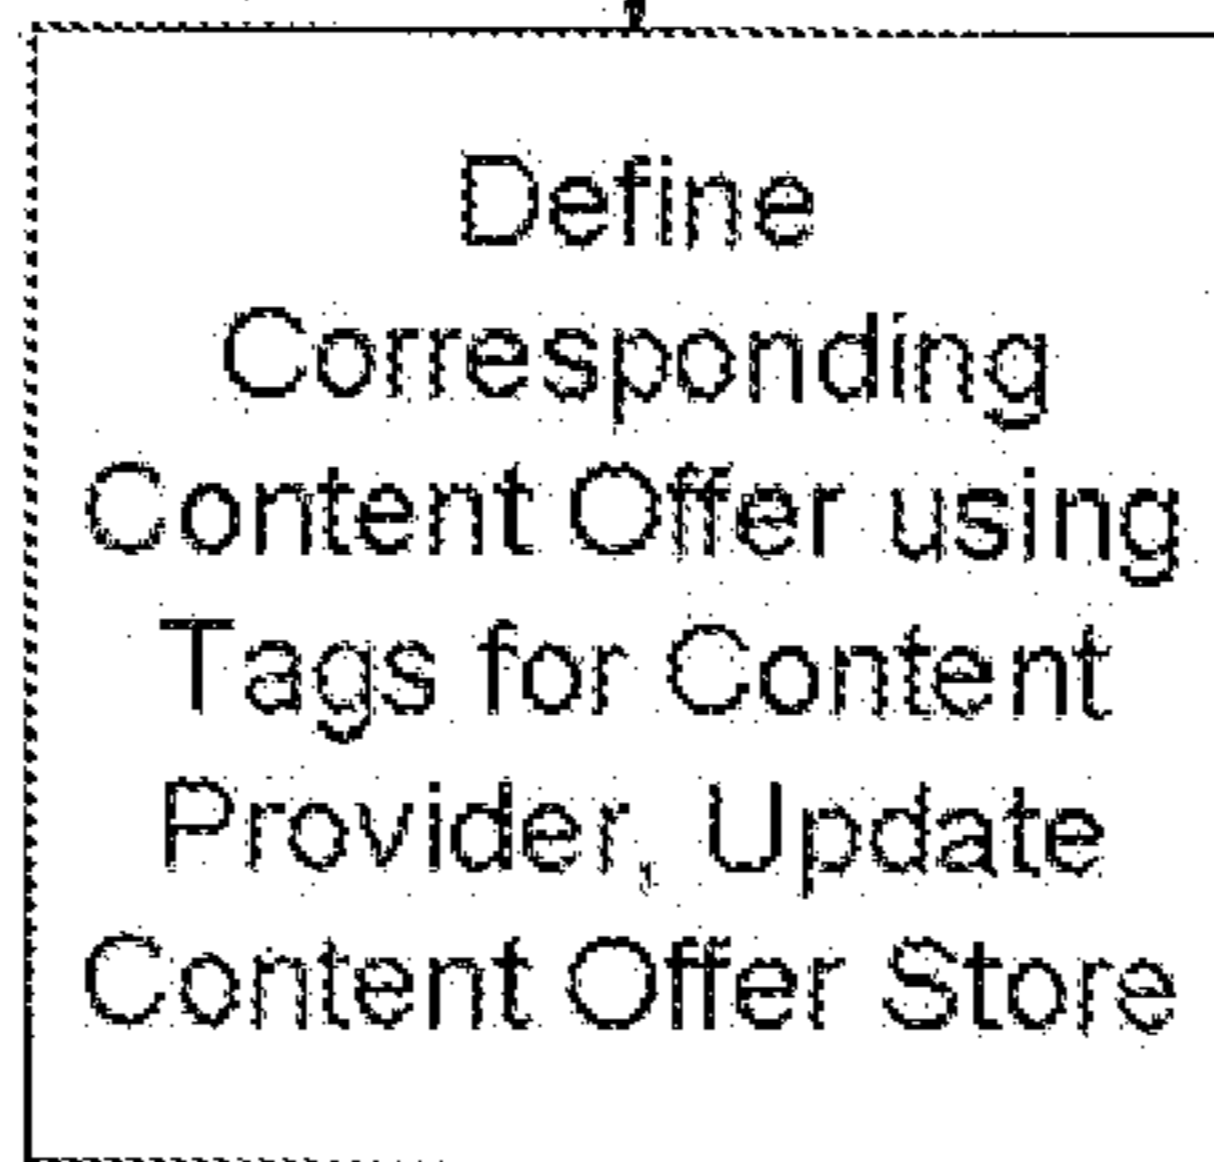 Define
Corresponding
Content Offer using
Tags for Content
Provider, Update
Content Offer Store